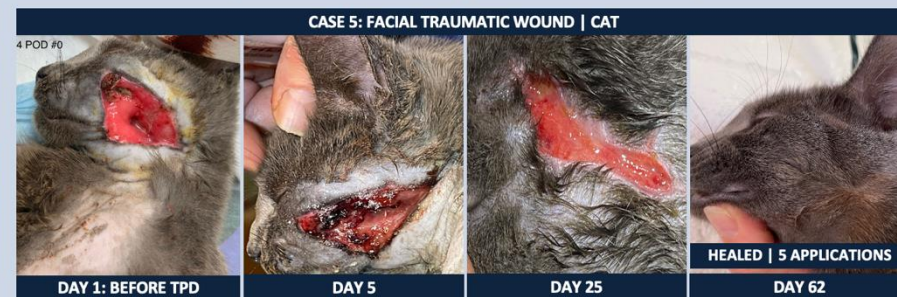 CASE 5: FACIAL TRAUMATIC WOUND | CAT
4 POD #0
HEALED | 5 APPLICATIONS
DAY 1: BEFORE TPD
DAY 5
DAY 25
DAY 62